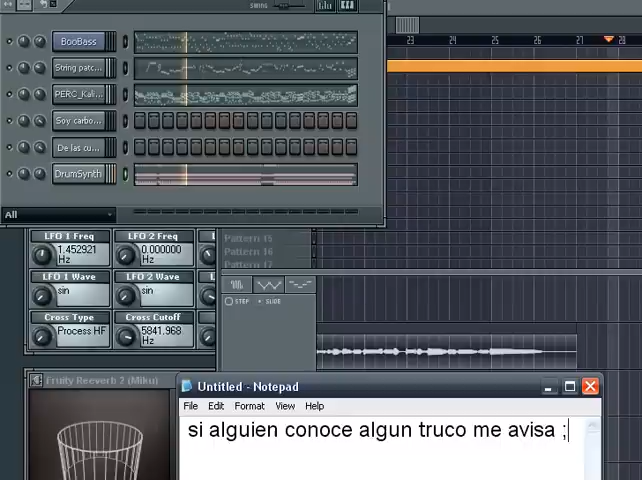 SWING
BooBass
String patc...
PERC_Kali...
Soy carbo...
De las cu...
DrumSynth
All
23 24 25 26 27 28
LFO 1 Freq LFO 2 Freq
1.452921 Hz 0.000000 Hz
LFO 1 Wave LFO 2 Wave
sin sin
Cross Type Cross Cutoff
Process HF 5841.968 Hz
Pattern 15
Pattern 16
Pattern 17
STEP SLIDE
Fruity Reeverb 2 (Miku)
Untitled - Notepad
File Edit Format View Help
si alguien conoce algun truco me avisa ;